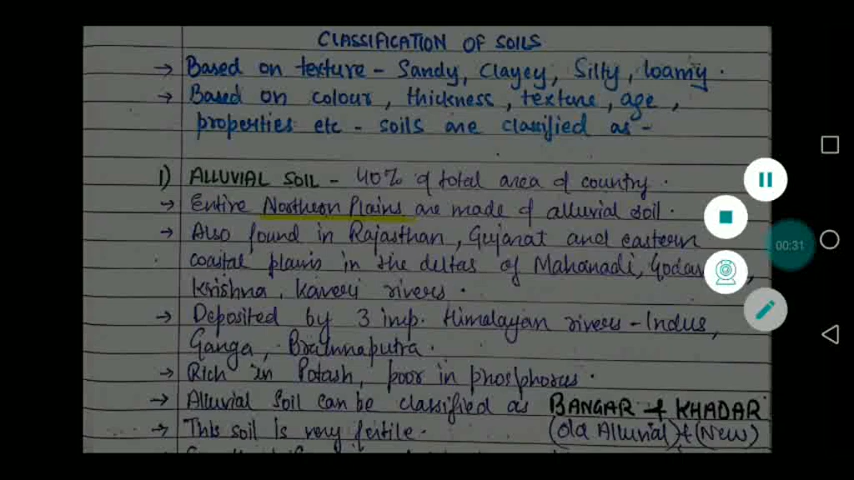 CLASSIFICATION OF SOILS
→ Based on texture - Sandy, Clayey, Silty, loamy.
→ Based on colour, thickness, texture, age,
properties etc - soils are classified as -
1) ALLUVIAL SOIL - 40% of total area of country.
→ Entire Northern Plains are made of alluvial soil.
→ Also found in Rajasthan, Gujarat and eastern
coastal plains in the deltas of Mahanadi,
Krishna, Kaveri rivers.
→ Deposited by 3 imp. Himalayan rivers - Indus,
Ganga, Brahmaputra.
→ Rich in Potash, poor in phosphorus.
→ Alluvial Soil can be classified as BANGAR + KHADAR
→ This soil is very fertile. (Old Alluvial) + (New)
00:31